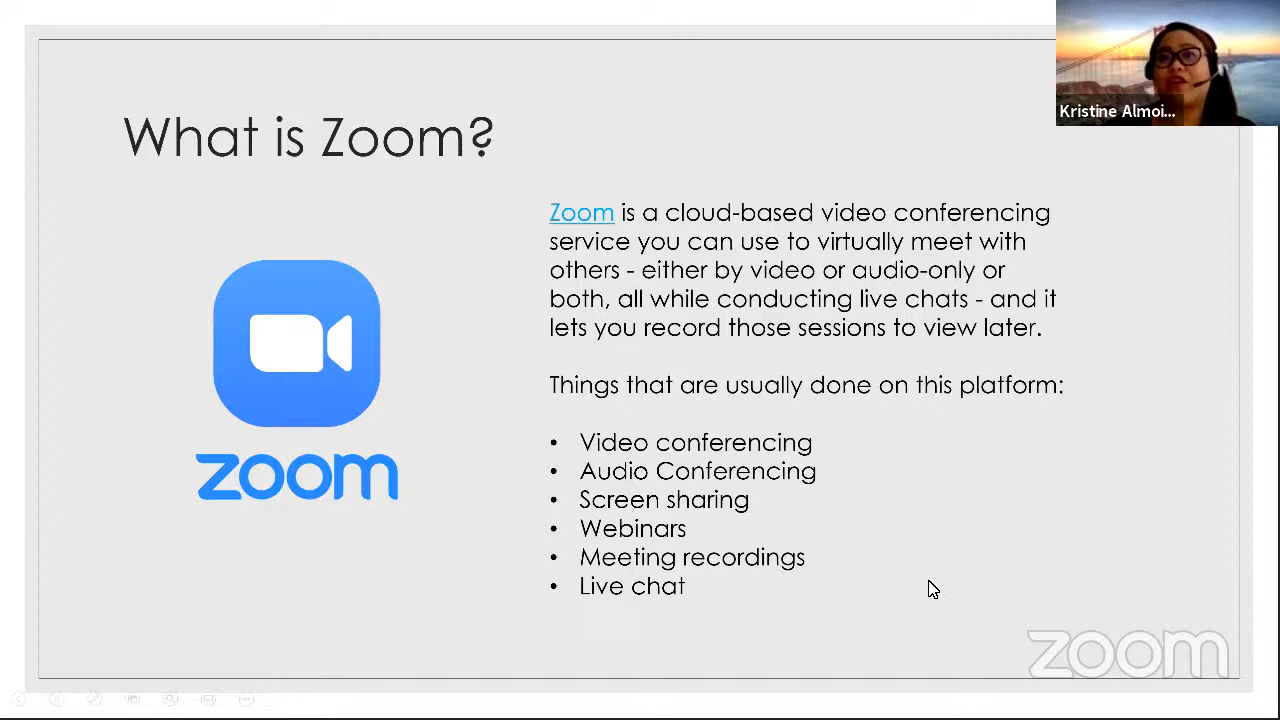 Kristine Almoi...
What is Zoom?
Zoom is a cloud-based video conferencing
service you can use to virtually meet with
others - either by video or audio-only or
both, all while conducting live chats - and it
lets you record those sessions to view later.
Things that are usually done on this platform:
• Video conferencing
• Audio Conferencing
• Screen sharing
• Webinars
• Meeting recordings
• Live chat
zoom
zoom